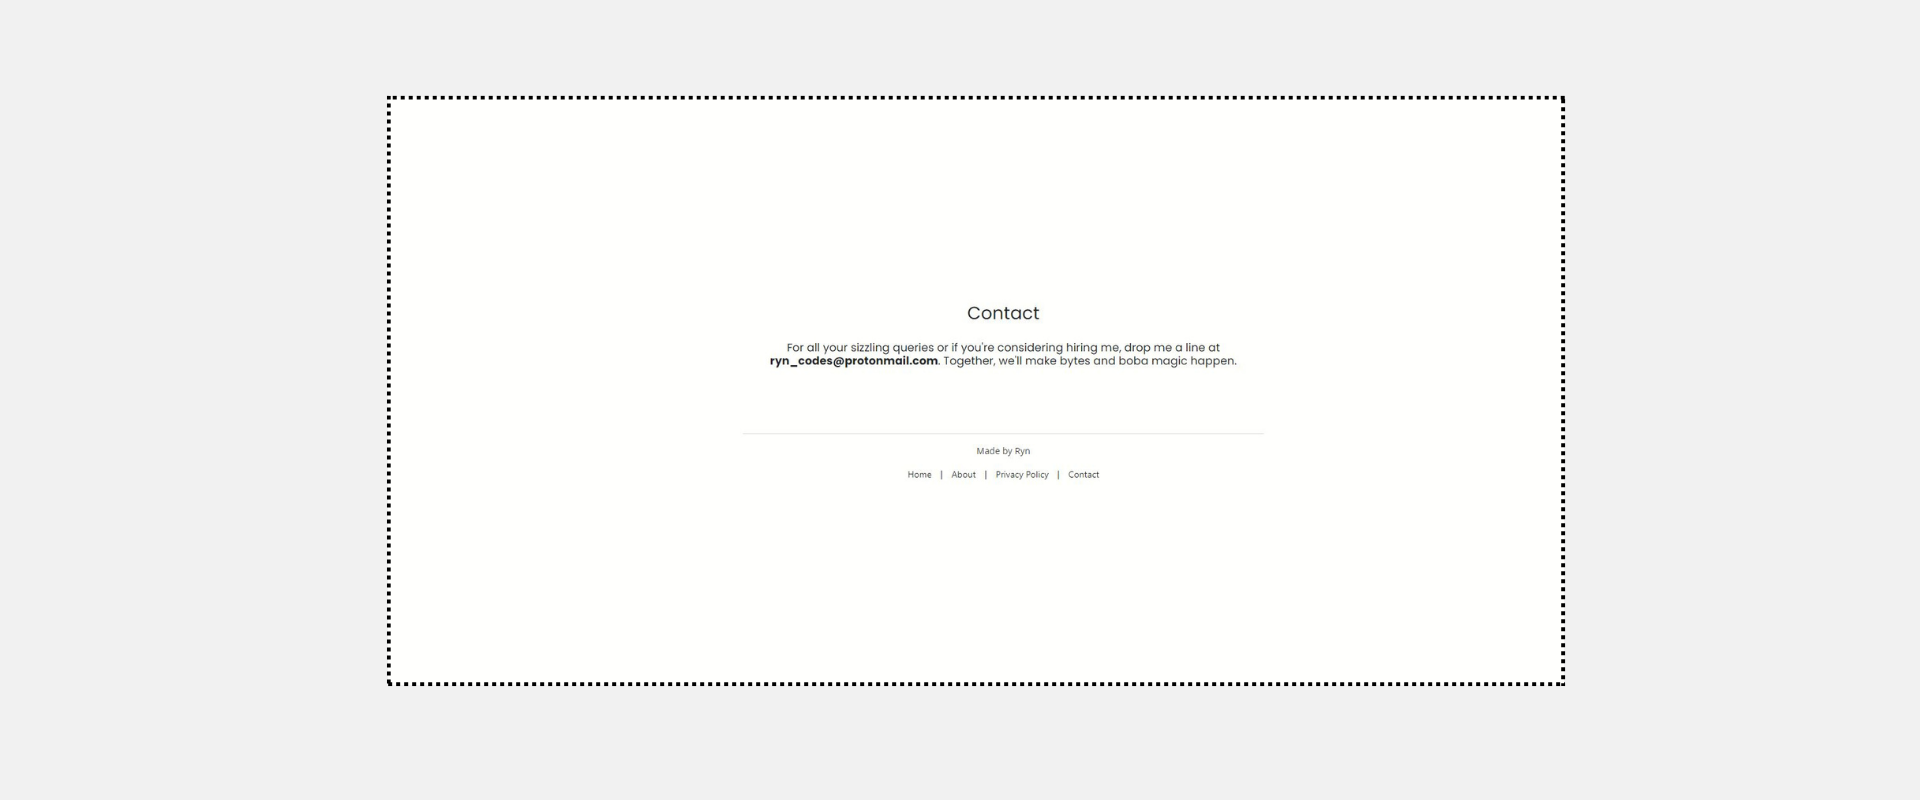 Contact
For all your sizzling queries or if you're considering hiring me, drop me a line at
ryn_codes@protonmail.com. Together, we'll make bytes and boba magic happen.
Made by Ryn
Home | About | Privacy Policy | Contact